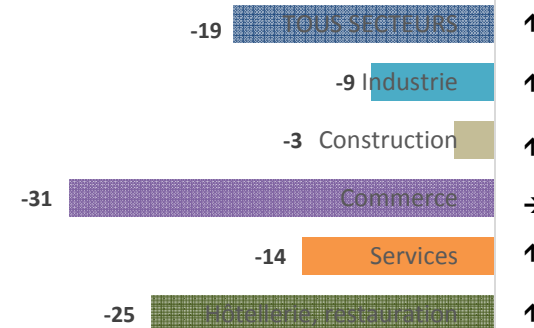 -19 TOUS SECTEURS ↑
-9 Industrie ↑
-3 Construction ↑
-31 Commerce →
-14 Services ↑
-25 Hôtellerie, restauration ↑